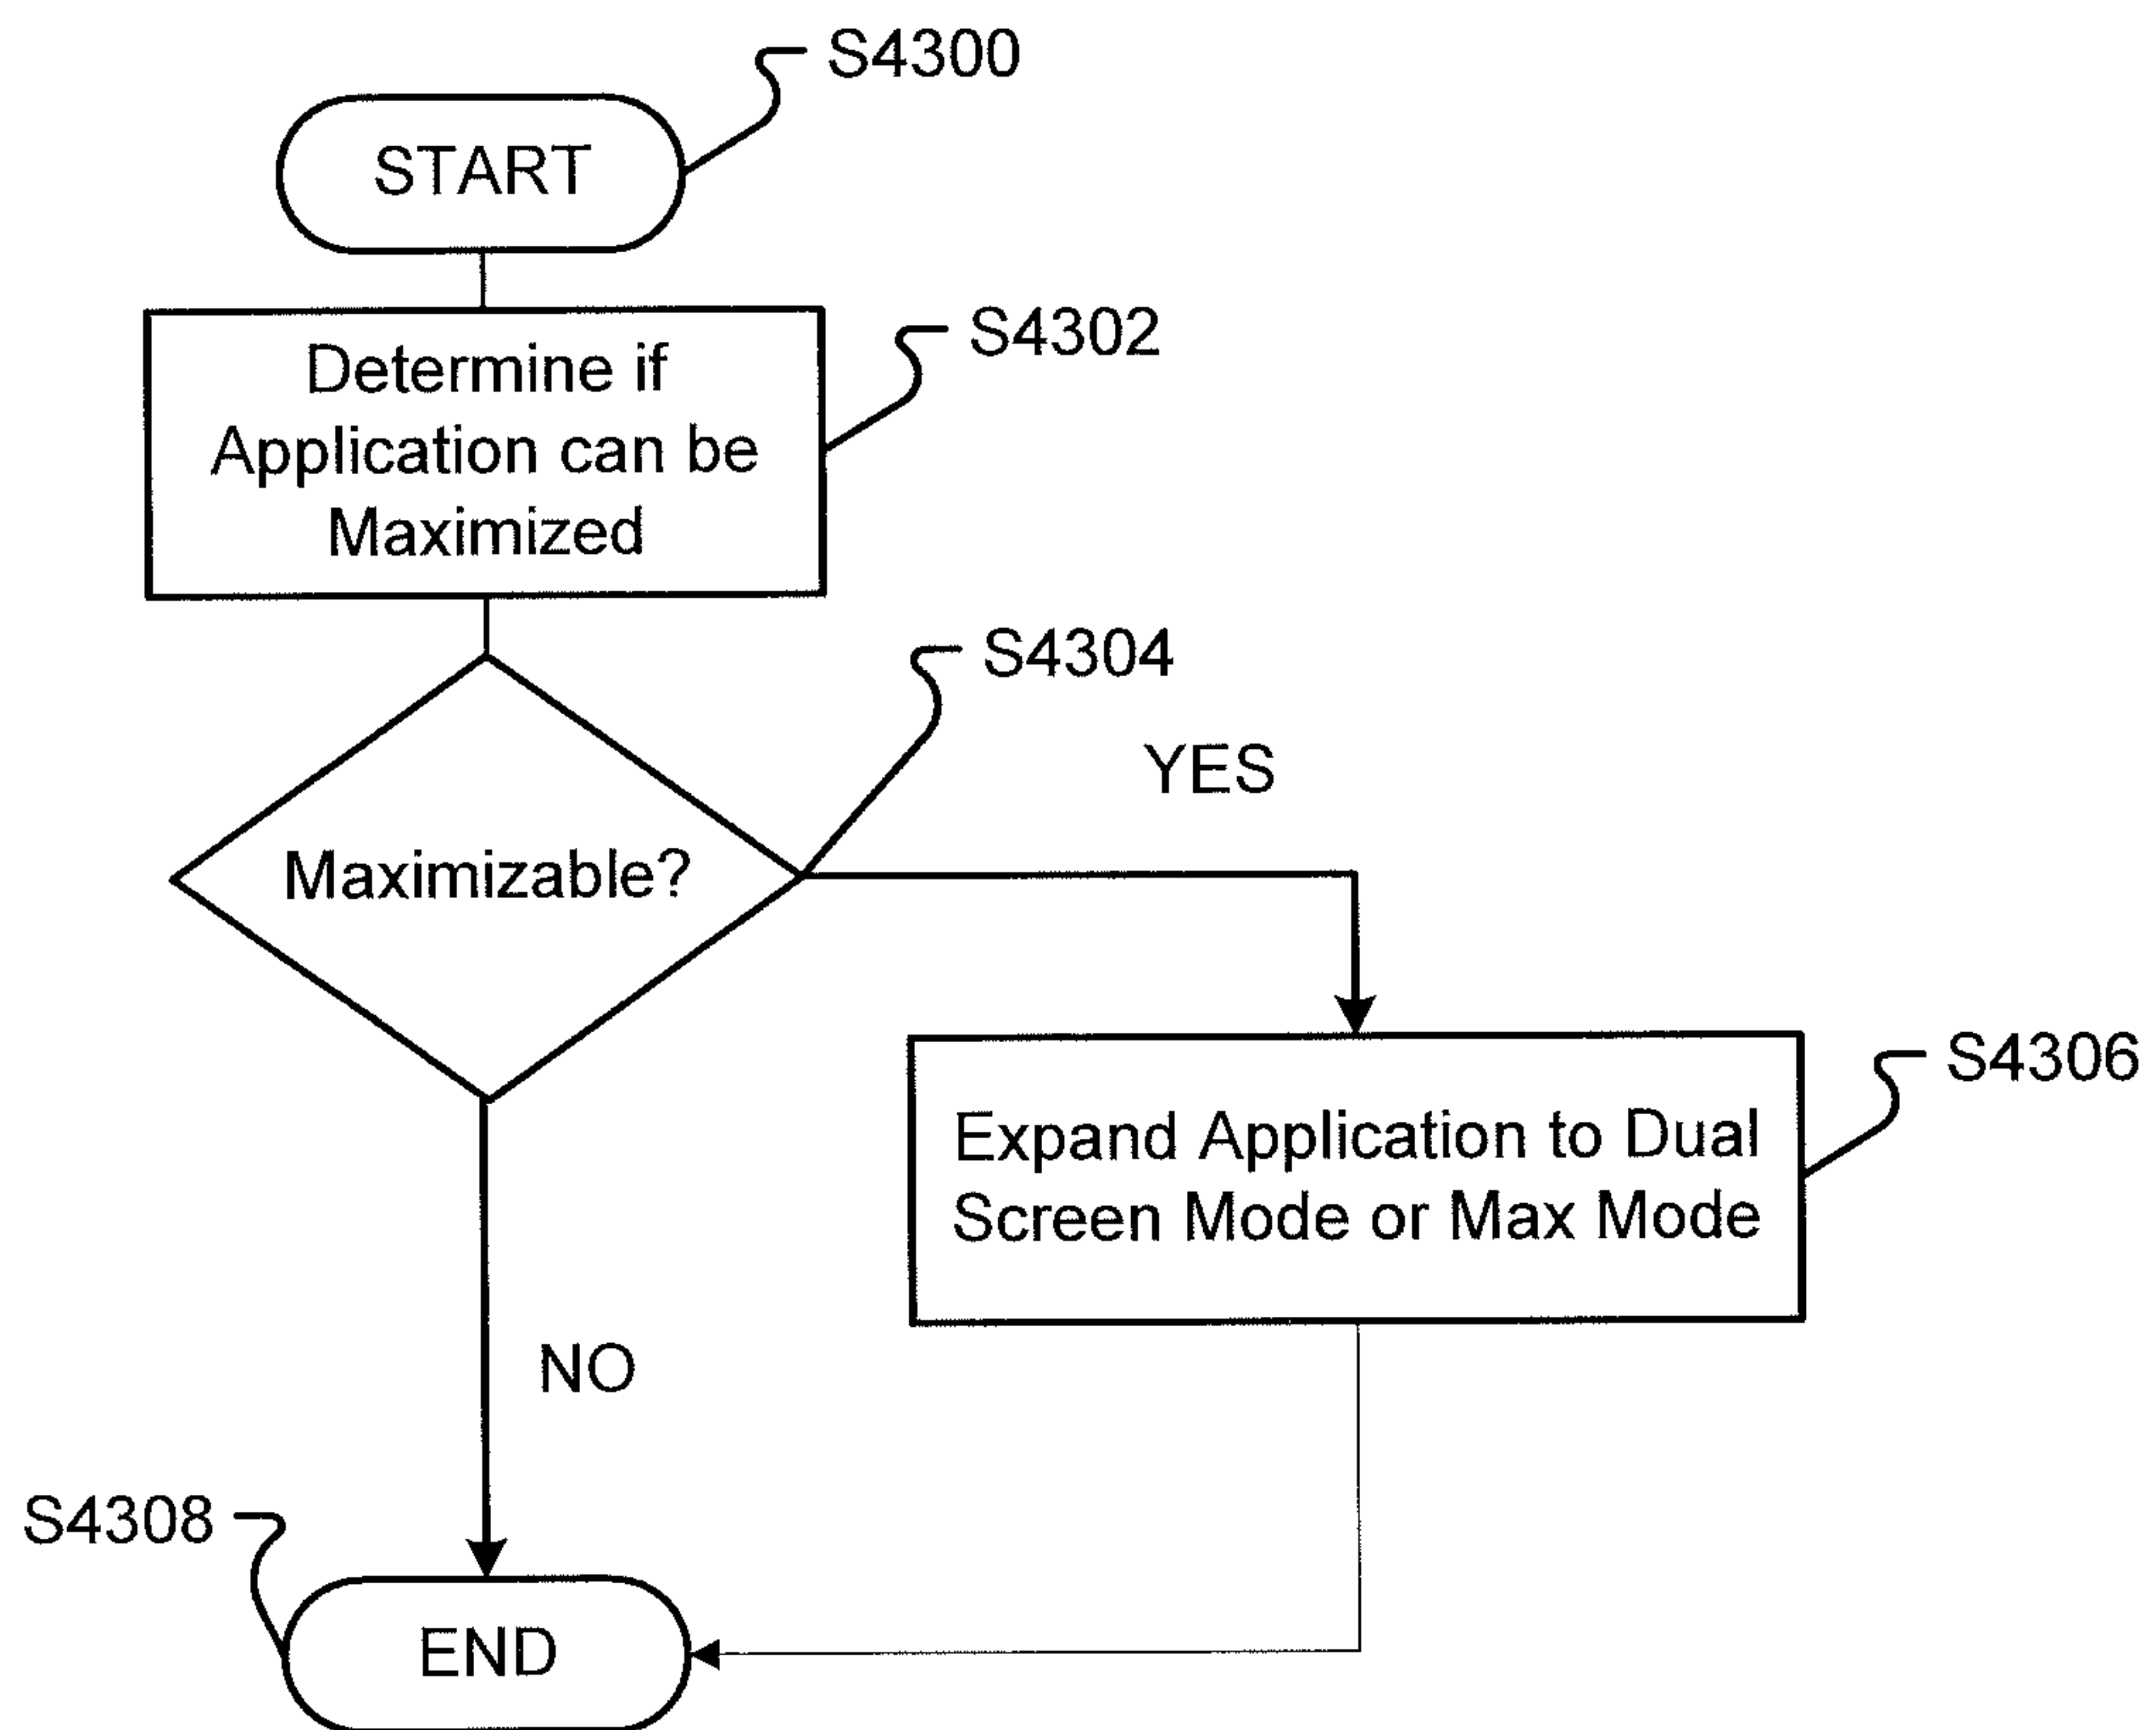 S4300
START
S4302
Determine if
Application can be
Maximized
S4304
YES
Maximizable?
S4306
Expand Application to Dual
Screen Mode or Max Mode
NO
S4308
END